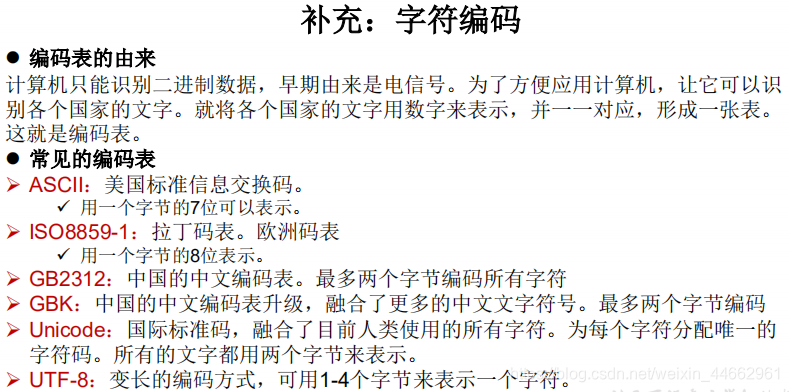 补充：字符编码
● 编码表的由来
计算机只能识别二进制数据，早期由来是电信号。为了方便应用计算机，让它可以识
别各个国家的文字。就将各个国家的文字用数字来表示，并一一对应，形成一张表。
这就是编码表。
● 常见的编码表
➢ ASCII：美国标准信息交换码。
✓ 用一个字节的7位可以表示。
➢ ISO8859-1：拉丁码表。欧洲码表
✓ 用一个字节的8位表示。
➢ GB2312：中国的中文编码表。最多两个字节编码所有字符
➢ GBK：中国的中文编码表升级，融合了更多的中文文字符号。最多两个字节编码
➢ Unicode：国际标准码，融合了目前人类使用的所有字符。为每个字符分配唯一的
字符码。所有的文字都用两个字节来表示。
➢ UTF-8：变长的编码方式，可用1-4个字节来表示一个字符。
blog.csdn.net/weixin_44662961